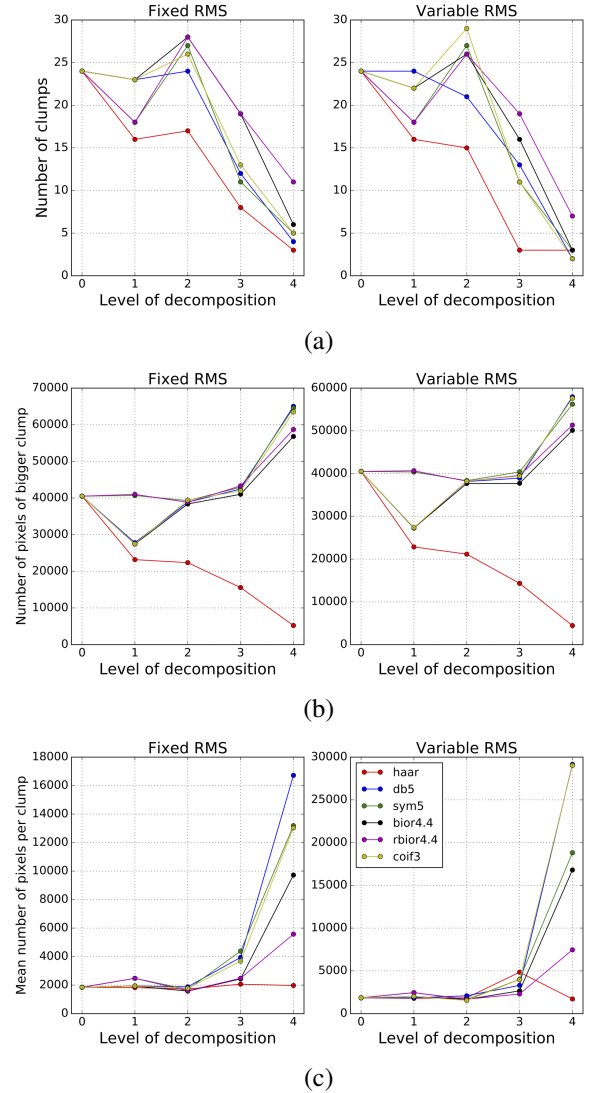 Fixed RMS
Variable RMS
30
25
20
15
10
5
0
Number of clumps
0 1 2 3 4
Level of decomposition
30
25
20
15
10
5
0
0 1 2 3 4
Level of decomposition
(a)
Fixed RMS
Variable RMS
70000
60000
50000
40000
30000
20000
10000
0
Number of pixels of bigger clump
0 1 2 3 4
Level of decomposition
60000
50000
40000
30000
20000
10000
0
0 1 2 3 4
Level of decomposition
(b)
Fixed RMS
Variable RMS
18000
16000
14000
12000
10000
8000
6000
4000
2000
0
Mean number of pixels per clump
0 1 2 3 4
Level of decomposition
30000
25000
20000
15000
10000
5000
0
haar
db5
sym5
bior4.4
rbior4.4
coif3
0 1 2 3 4
Level of decomposition
(c)